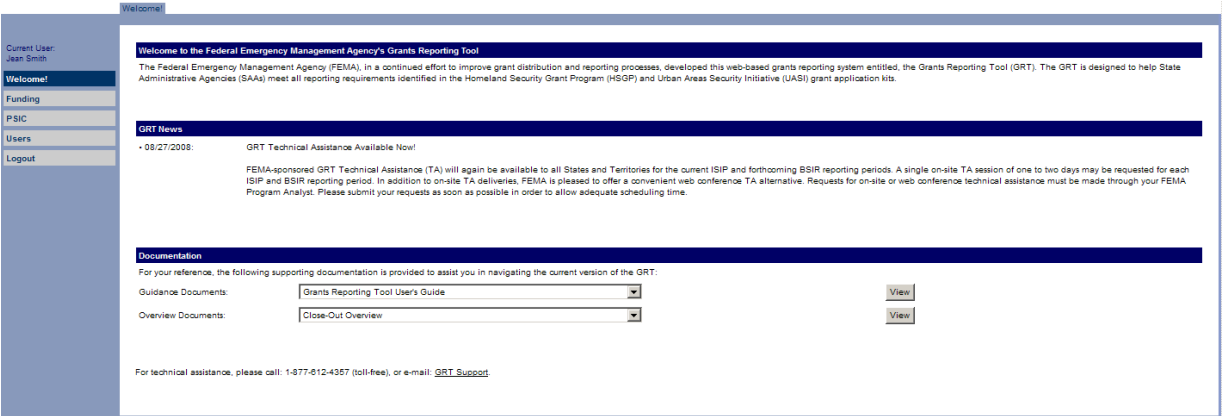 Welcome!
Current User:
Jean Smith
Welcome!
Funding
PSIC
Users
Logout
Welcome to the Federal Emergency Management Agency's Grants Reporting Tool
The Federal Emergency Management Agency (FEMA), in a continued effort to improve grant distribution and reporting processes, developed this web-based grants reporting system entitled, the Grants Reporting Tool (GRT). The GRT is designed to help State
Administrative Agencies (SAAs) meet all reporting requirements identified in the Homeland Security Grant Program (HSGP) and Urban Areas Security Initiative (UASI) grant application kits.
GRT News
• 08/27/2008: GRT Technical Assistance Available Now!
FEMA-sponsored GRT Technical Assistance (TA) will again be available to all States and Territories for the current ISIP and forthcoming BSIR reporting periods. A single on-site TA session of one to two days may be requested for each
ISIP and BSIR reporting period. In addition to on-site TA deliveries, FEMA is pleased to offer a convenient web conference TA alternative. Requests for on-site or web conference technical assistance must be made through your FEMA
Program Analyst. Please submit your requests as soon as possible in order to allow adequate scheduling time.
Documentation
For your reference, the following supporting documentation is provided to assist you in navigating the current version of the GRT:
Guidance Documents: Grants Reporting Tool User's Guide View
Overview Documents: Close-Out Overview View
For technical assistance, please call: 1-877-612-4357 (toll-free), or e-mail: GRT Support.